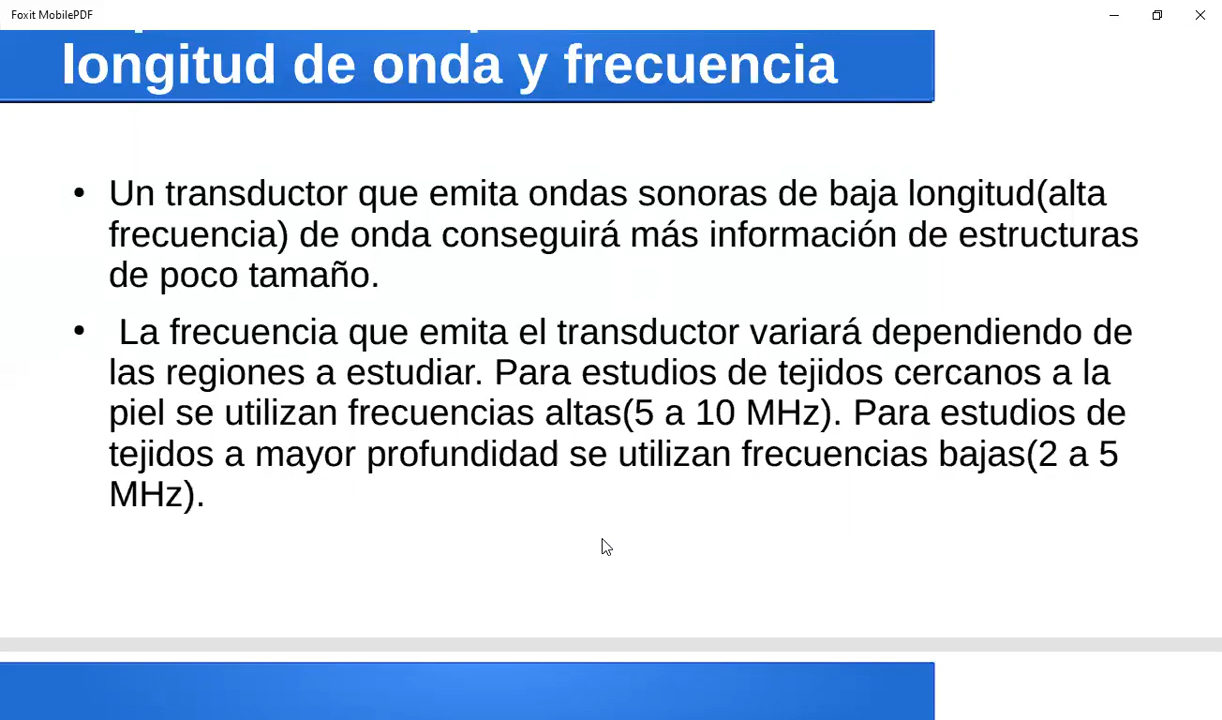 Foxit MobilePDF
longitud de onda y frecuencia
• Un transductor que emita ondas sonoras de baja longitud(alta
frecuencia) de onda conseguirá más información de estructuras
de poco tamaño.
• La frecuencia que emita el transductor variará dependiendo de
las regiones a estudiar. Para estudios de tejidos cercanos a la
piel se utilizan frecuencias altas(5 a 10 MHz). Para estudios de
tejidos a mayor profundidad se utilizan frecuencias bajas(2 a 5
MHz).